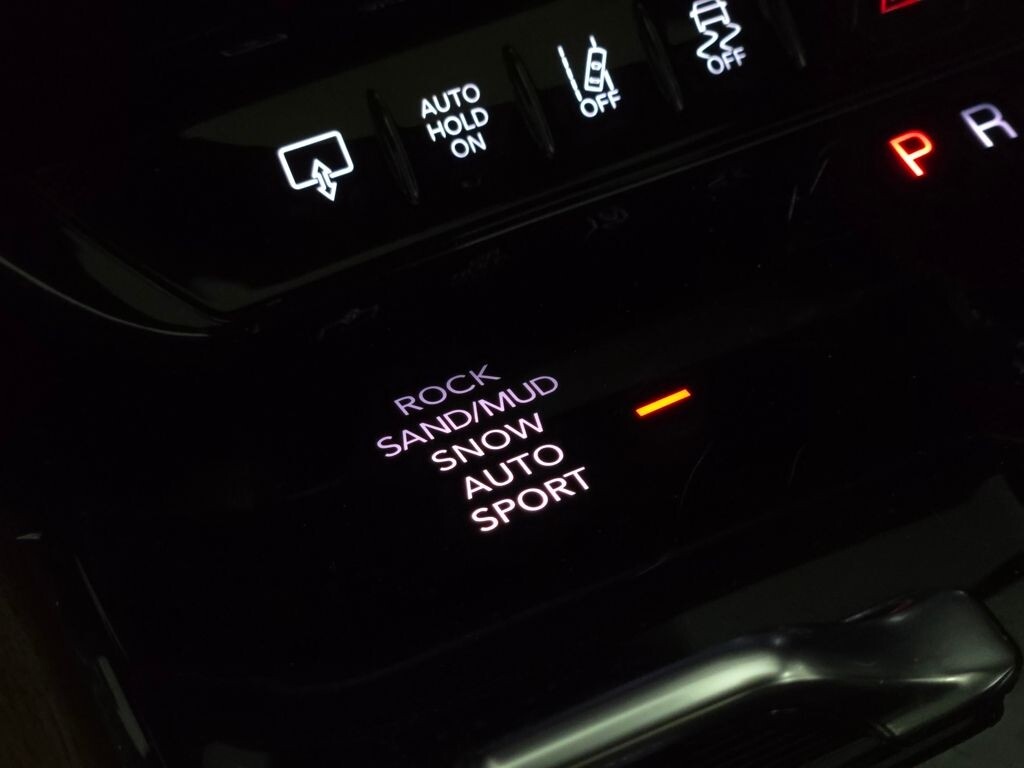 AUTO
HOLD
ON
OFF
OFF
P R
ROCK
SAND/MUD
SNOW
AUTO
SPORT